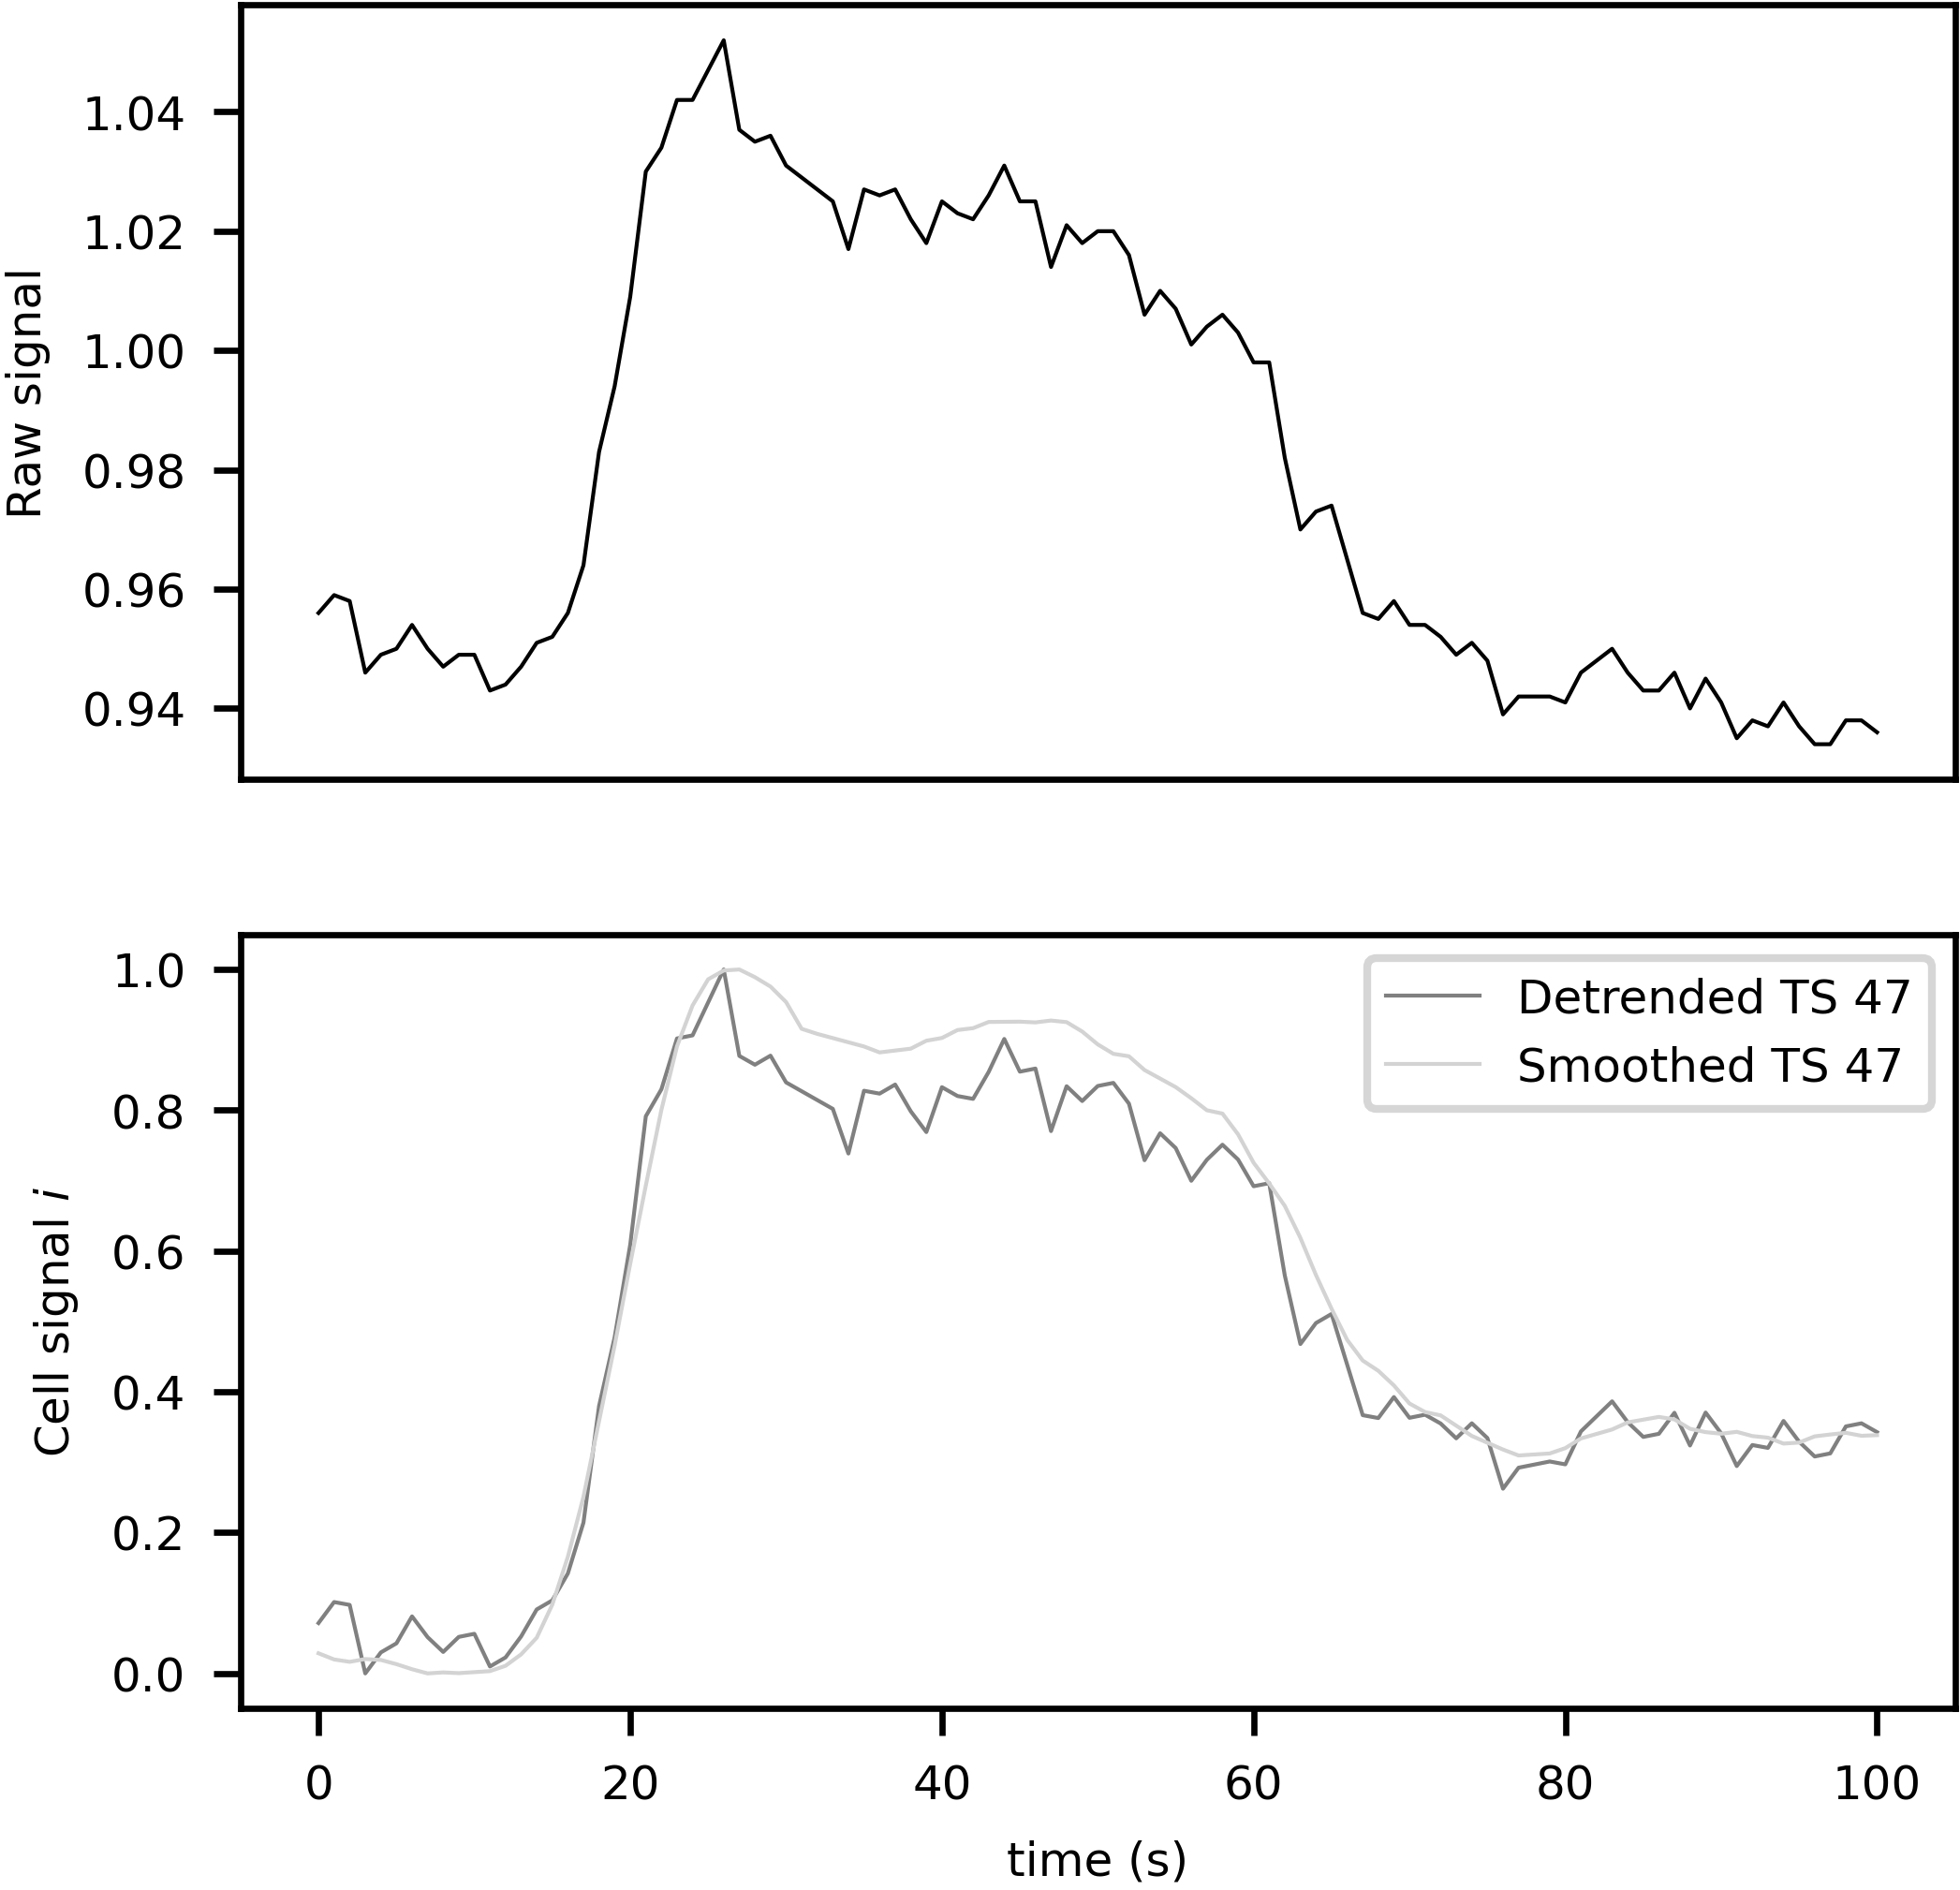 1.04
1.02
1.00
0.98
0.96
0.94
Raw signal
1.0
0.8
0.6
0.4
0.2
0.0
Cell signal i
Detrended TS 47
Smoothed TS 47
0 20 40 60 80 100
time (s)